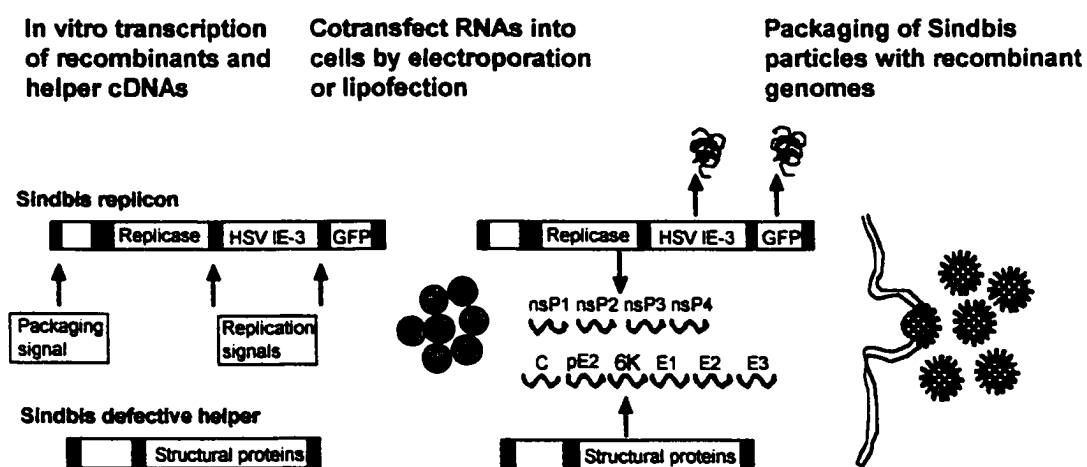 In vitro transcription
of recombinants and
helper cDNAs
Cotransfect RNAs into
cells by electroporation
or lipofection
Packaging of Sindbis
particles with recombinant
genomes
Sindbis replicon
Replicase HSV IE-3 GFP
Replicase HSV IE-3 GFP
Packaging
signal
Replication
signals
nsP1 nsP2 nsP3 nsP4
C pE2 6K E1 E2 E3
Sindbis defective helper
Structural proteins
Structural proteins